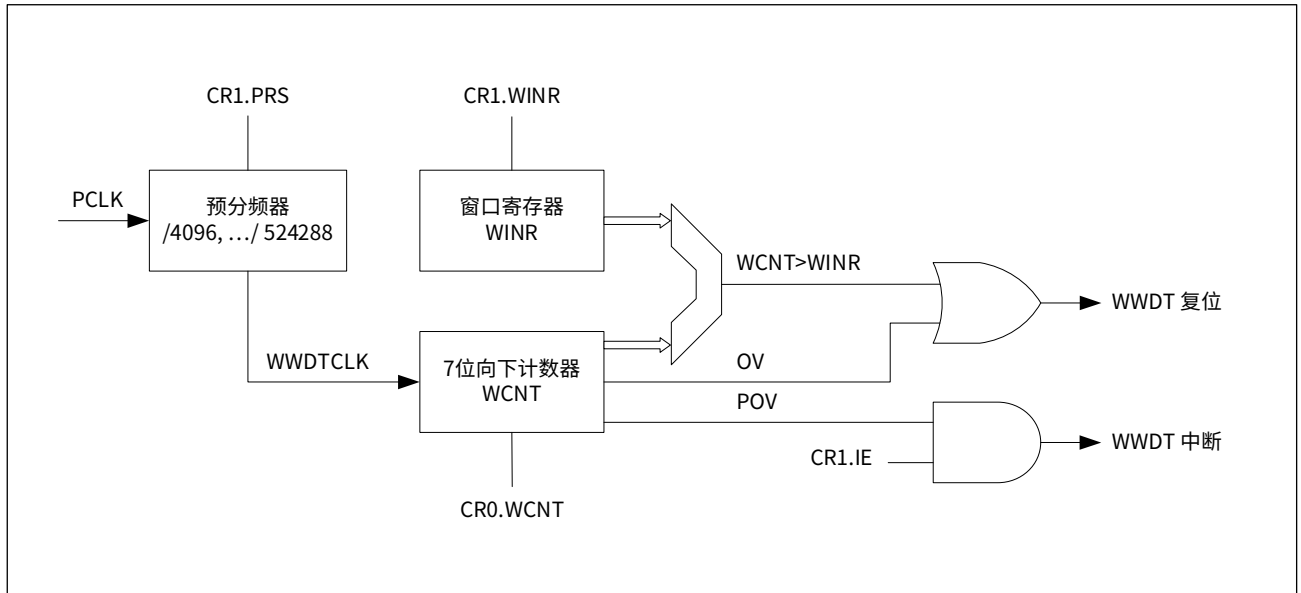 CR1.PRS
CR1.WINR
PCLK
预分频器
/4096, …/ 524288
窗口寄存器
WINR
WCNT>WINR
WWDT 复位
WWDTCLK
7位向下计数器
WCNT
OV
POV
CR1.IE
WWDT 中断
CR0.WCNT